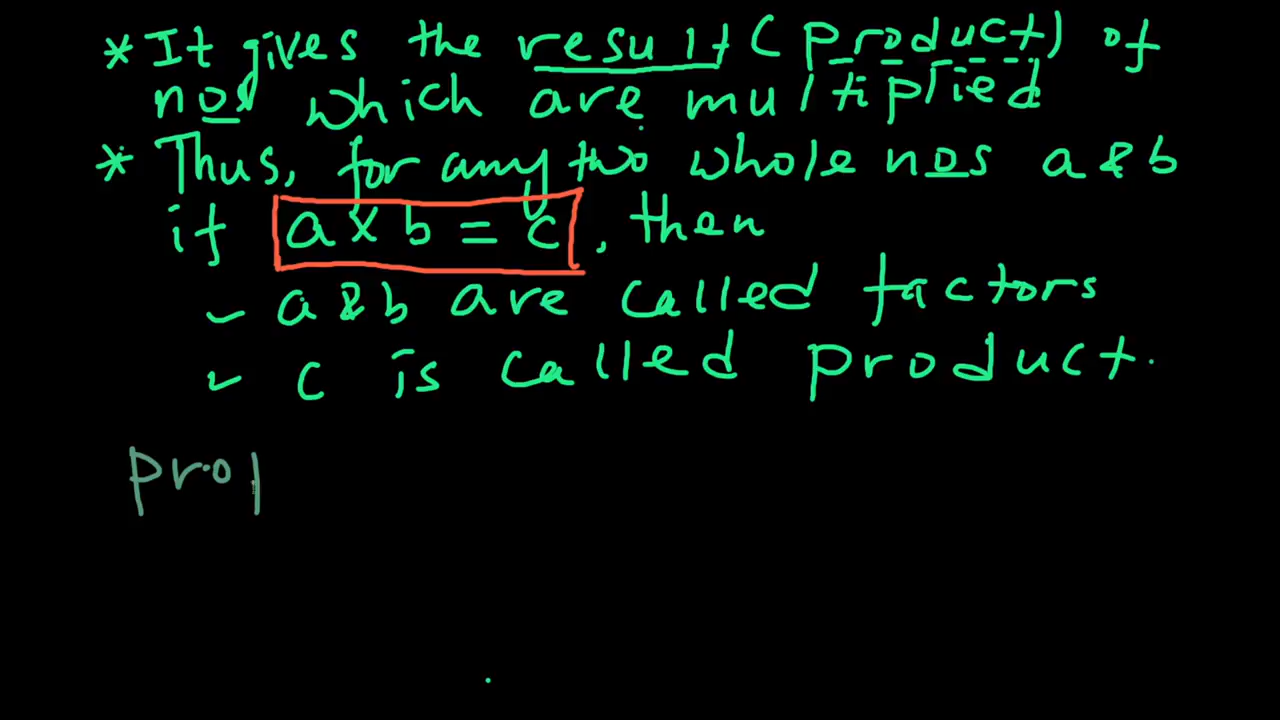 * It gives the result (product) of
nos which are multiplied
* Thus, for any two whole nos a & b
if a x b = c, then
✓ a & b are called factors
✓ c is called product.
prop